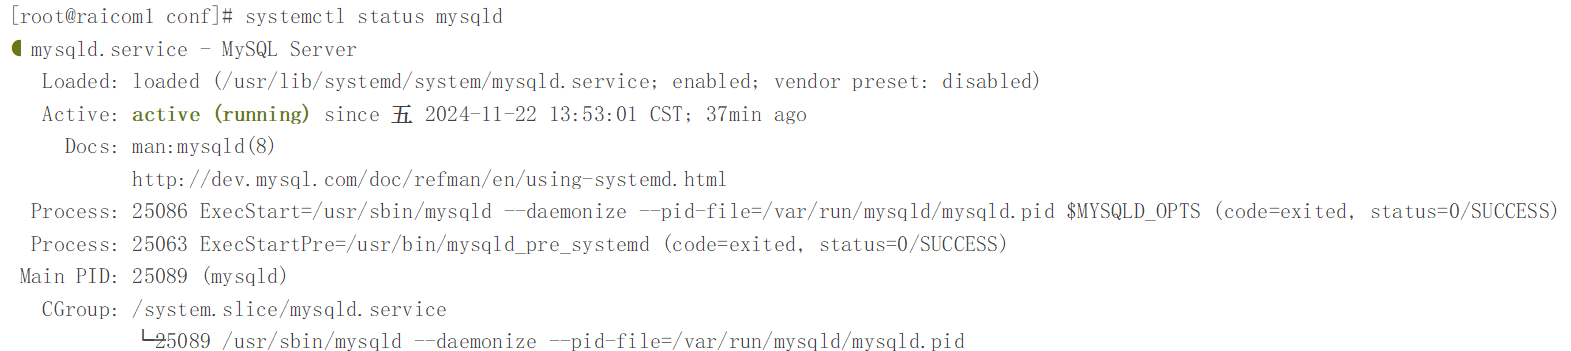 [root@raicom1 conf]# systemctl status mysqld
● mysqld.service - MySQL Server
Loaded: loaded (/usr/lib/systemd/system/mysqld.service; enabled; vendor preset: disabled)
Active: active (running) since 五 2024-11-22 13:53:01 CST; 37min ago
Docs: man:mysqld(8)
http://dev.mysql.com/doc/refman/en/using-systemd.html
Process: 25086 ExecStart=/usr/sbin/mysqld --daemonize --pid-file=/var/run/mysqld/mysqld.pid $MYSQLD_OPTS (code=exited, status=0/SUCCESS)
Process: 25063 ExecStartPre=/usr/bin/mysqld_pre_systemd (code=exited, status=0/SUCCESS)
Main PID: 25089 (mysqld)
CGroup: /system.slice/mysqld.service
└─25089 /usr/sbin/mysqld --daemonize --pid-file=/var/run/mysqld/mysqld.pid